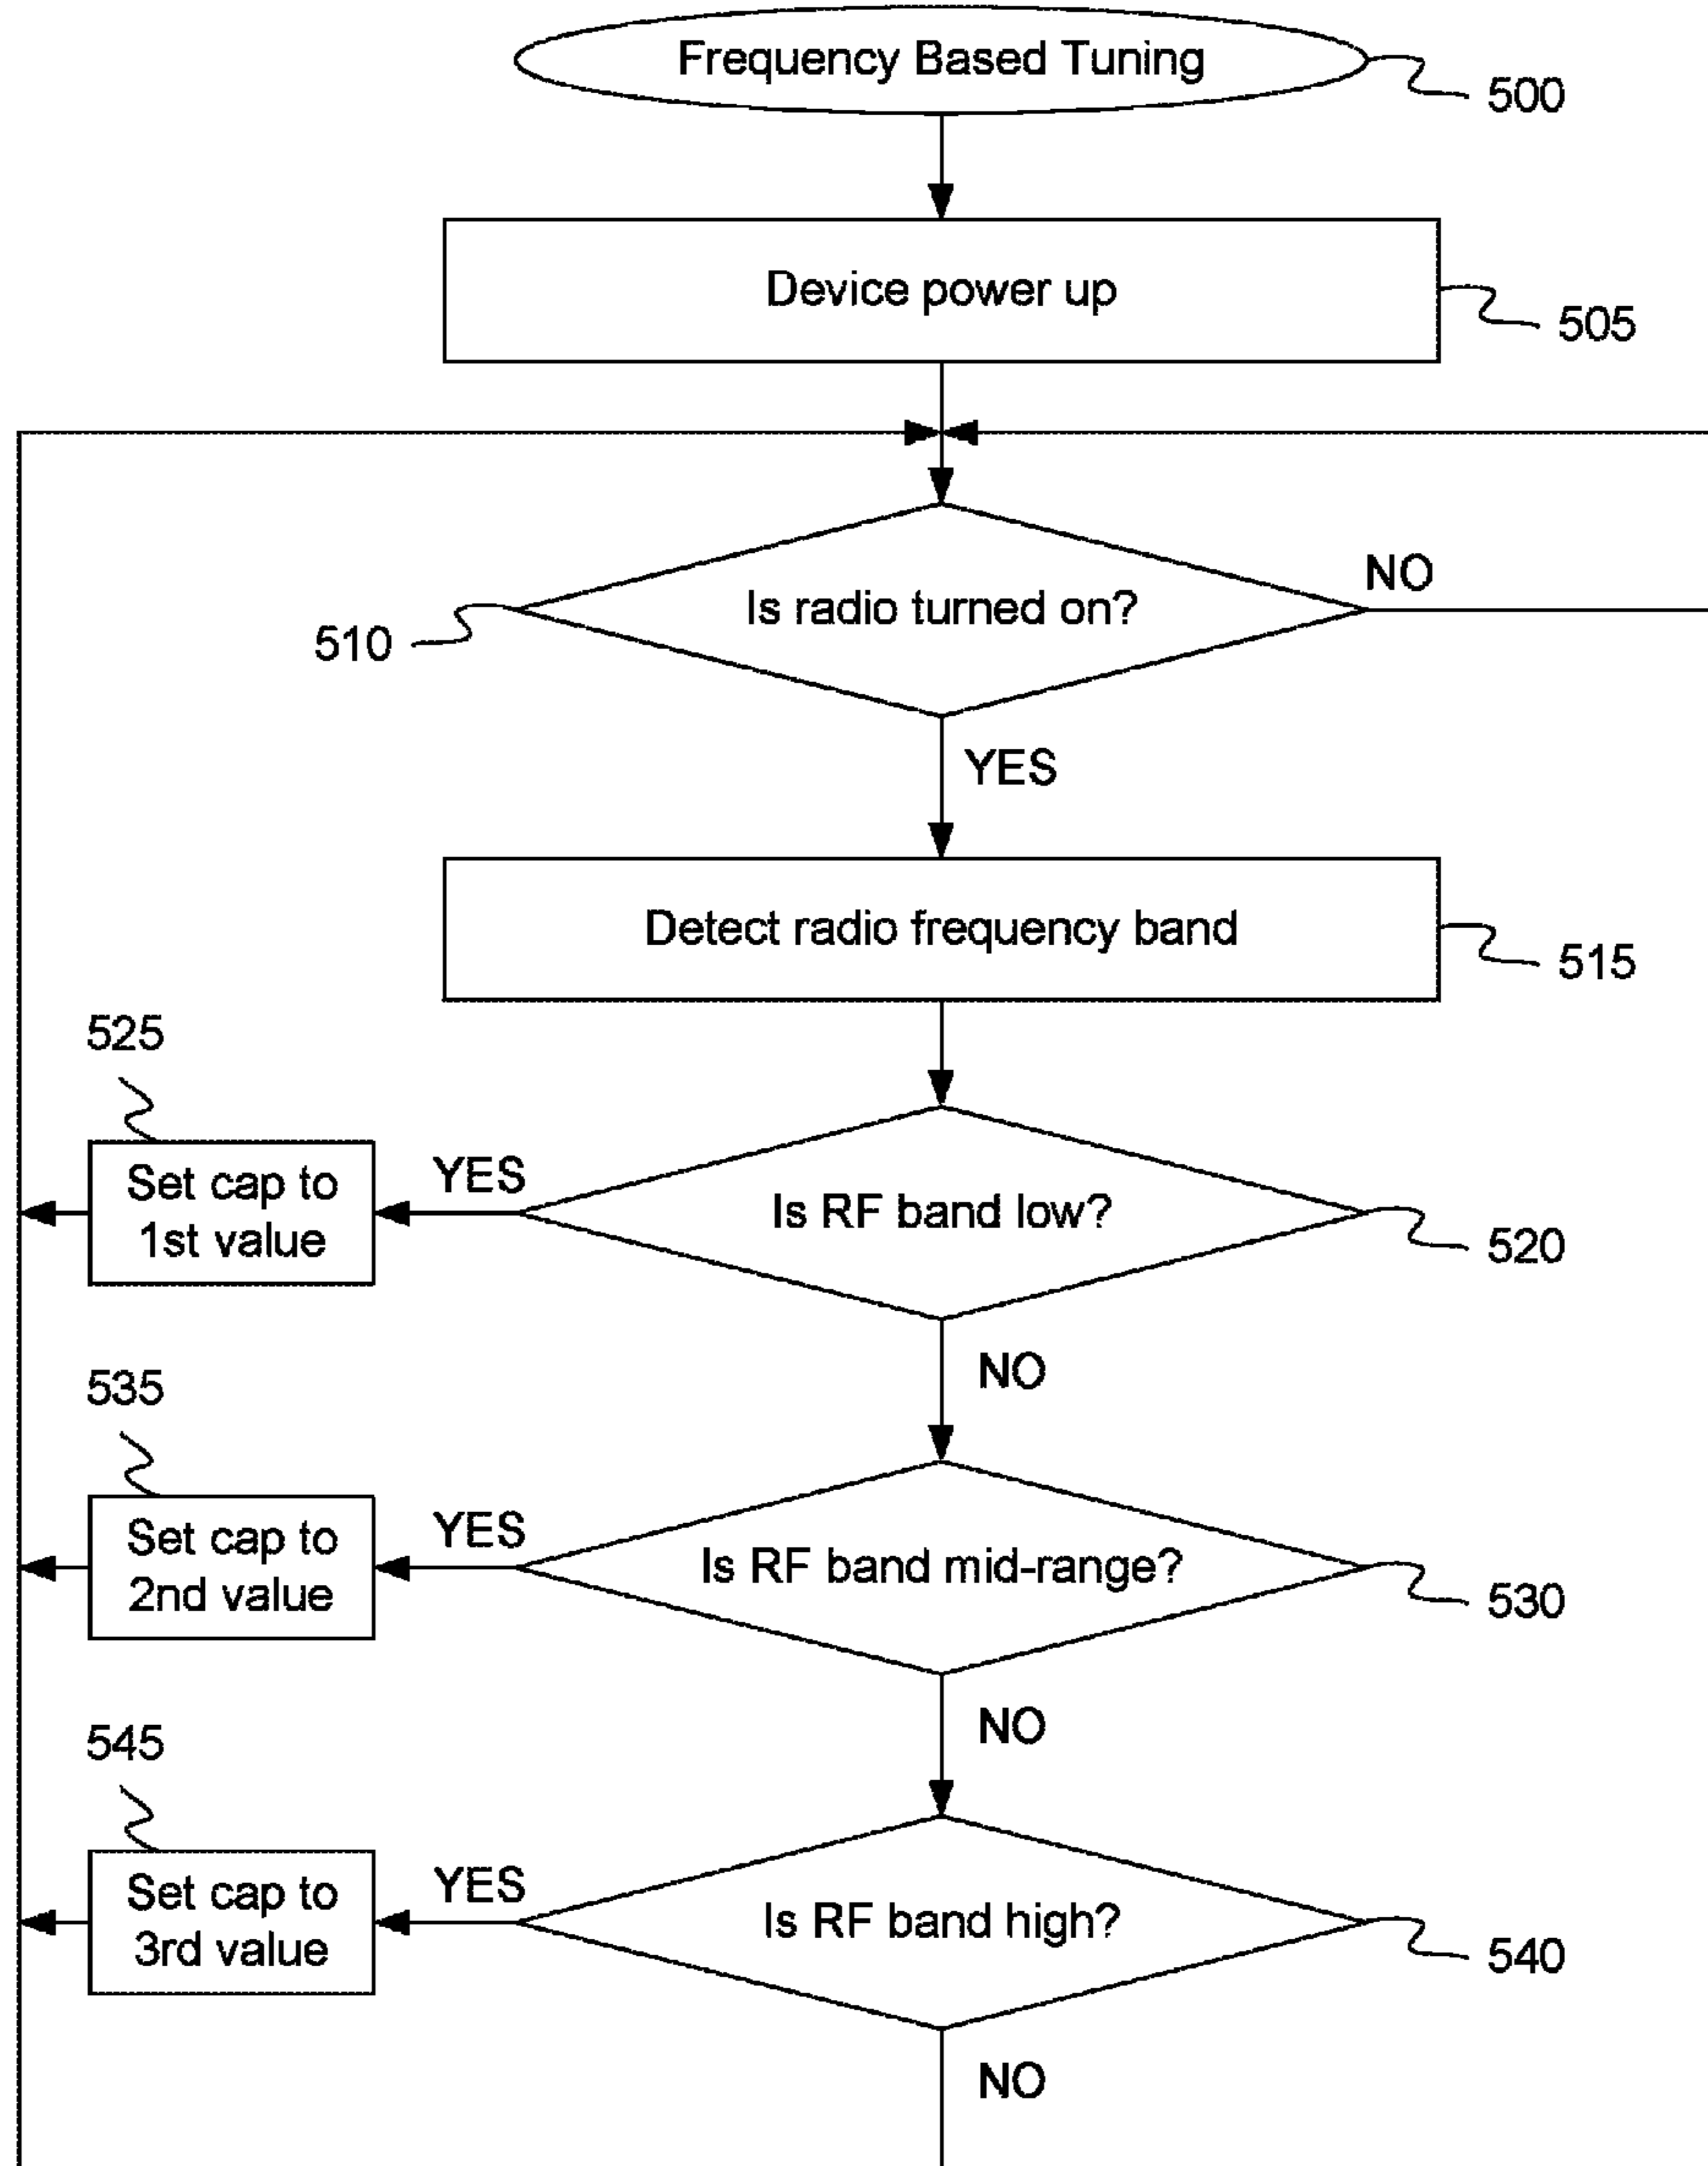 Frequency Based Tuning
500
Device power up
505
Is radio turned on?
NO
510
YES
Detect radio frequency band
515
525
Set cap to
1st value
YES
Is RF band low?
520
NO
535
Set cap to
2nd value
YES
Is RF band mid-range?
530
NO
545
Set cap to
3rd value
YES
Is RF band high?
540
NO